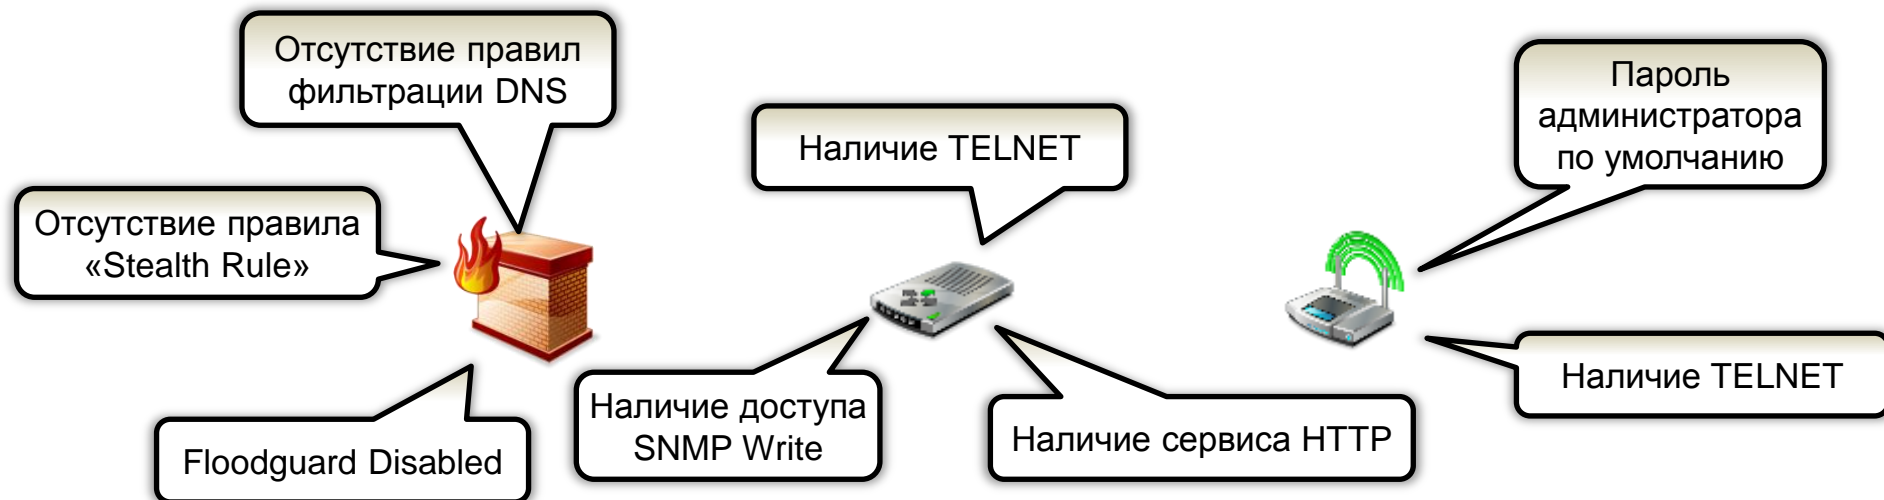 Отсутствие правил
фильтрации DNS
Отсутствие правила
«Stealth Rule»
Floodguard Disabled
Наличие TELNET
Наличие доступа
SNMP Write
Наличие сервиса HTTP
Пароль
администратора
по умолчанию
Наличие TELNET